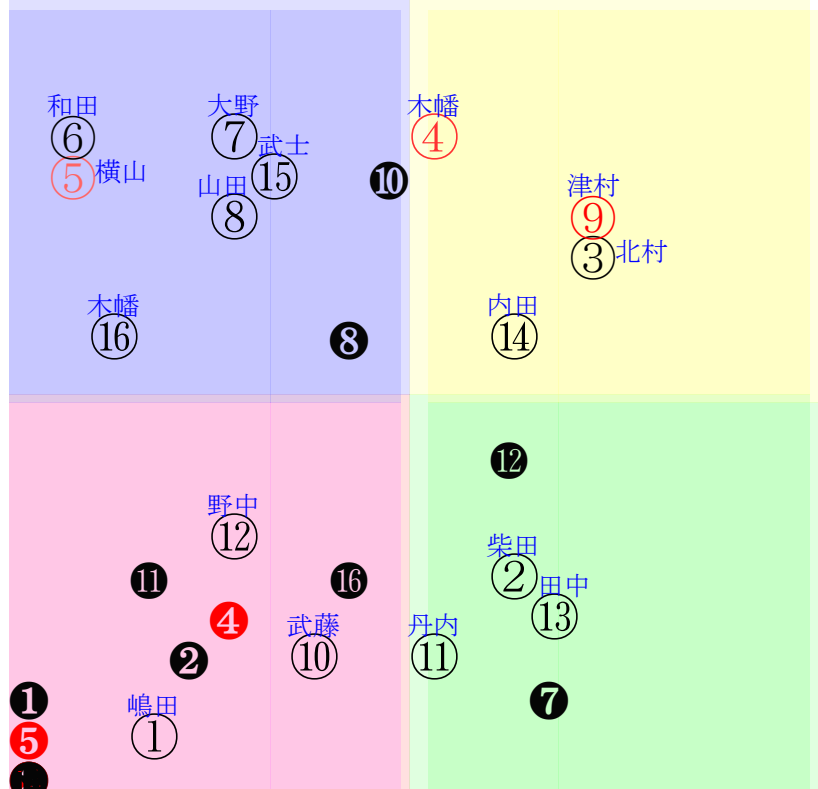 和田
⑥
⑤ 横山
大野
⑦
武士
⑮
山田
⑧
❿
木幡
④
津村
⑨
③ 北村
木幡
⑯
❽
内田
⑭
⓬
野中
⑫
⓫
⓰
柴田
②
田中
⑬
❹
武藤
⑩
丹内
⑪
❷
❶
嶋田
①
❼
❺